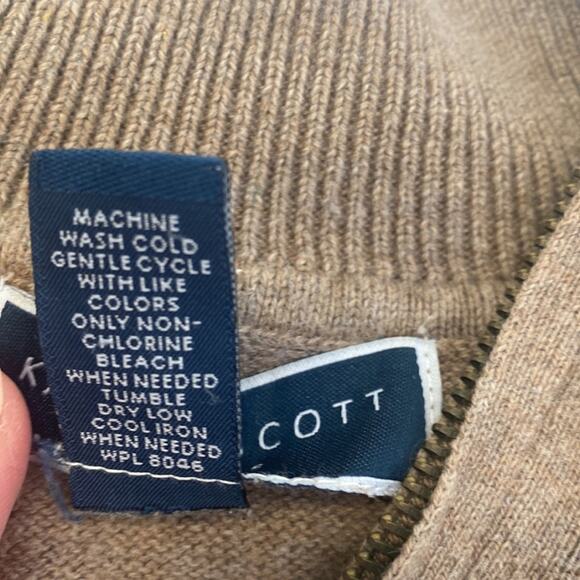 MACHINE
WASH COLD
GENTLE CYCLE
WITH LIKE
COLORS
ONLY NON-
CHLORINE
BLEACH
WHEN NEEDED
TUMBLE
DRY LOW
COOL IRON
WHEN NEEDED
WPL 8046
K
COTT